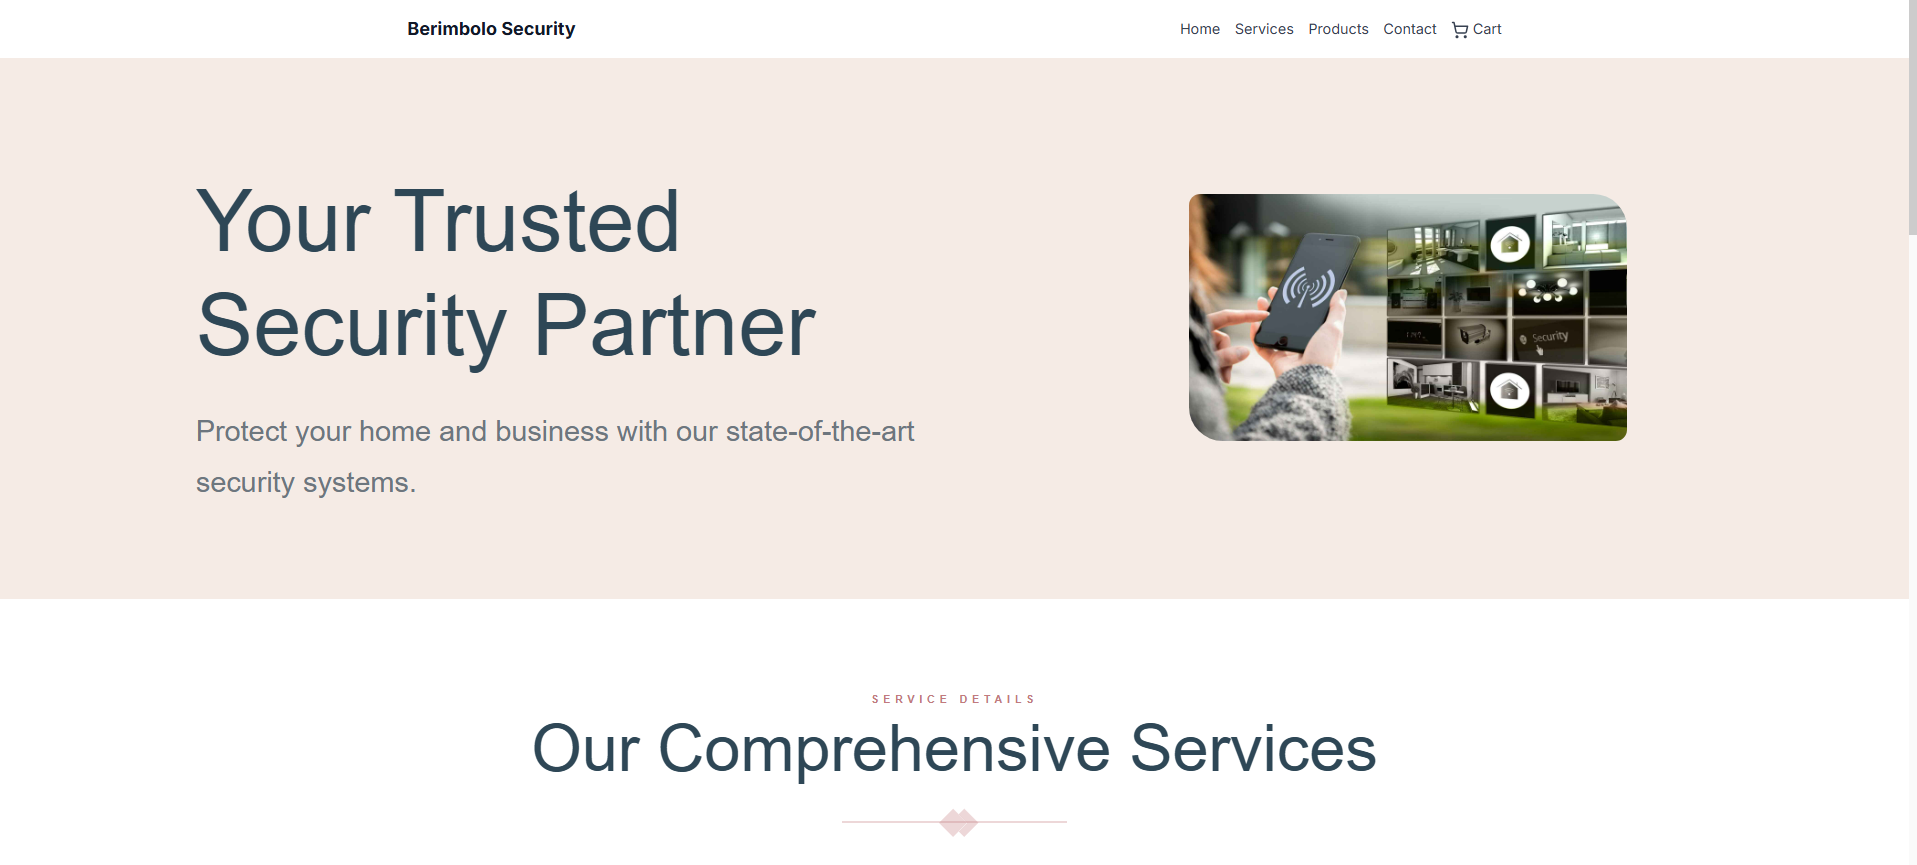 Berimbolo Security
Home Services Products Contact Cart
Your Trusted
Security Partner
Security
Protect your home and business with our state-of-the-art
security systems.
SERVICE DETAILS
Our Comprehensive Services